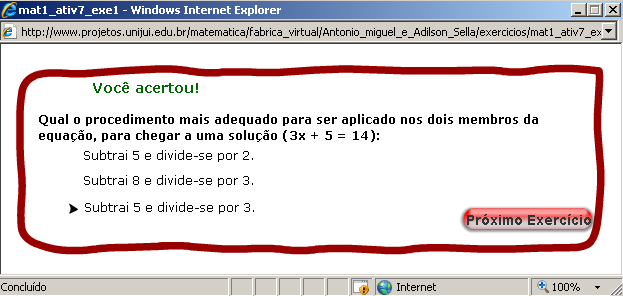 mat1_ativ7_exe1 - Windows Internet Explorer
http://www.projetos.unijui.edu.br/matematica/fabrica_virtual/Antonio_miguel_e_Adilson_Sella/exercicios/mat1_ativ7_ex
Você acertou!
Qual o procedimento mais adequado para ser aplicado nos dois membros da
equação, para chegar a uma solução (3x + 5 = 14):
Subtrai 5 e divide-se por 2.
Subtrai 8 e divide-se por 3.
Subtrai 5 e divide-se por 3.
Próximo Exercício
Concluído
Internet
100%